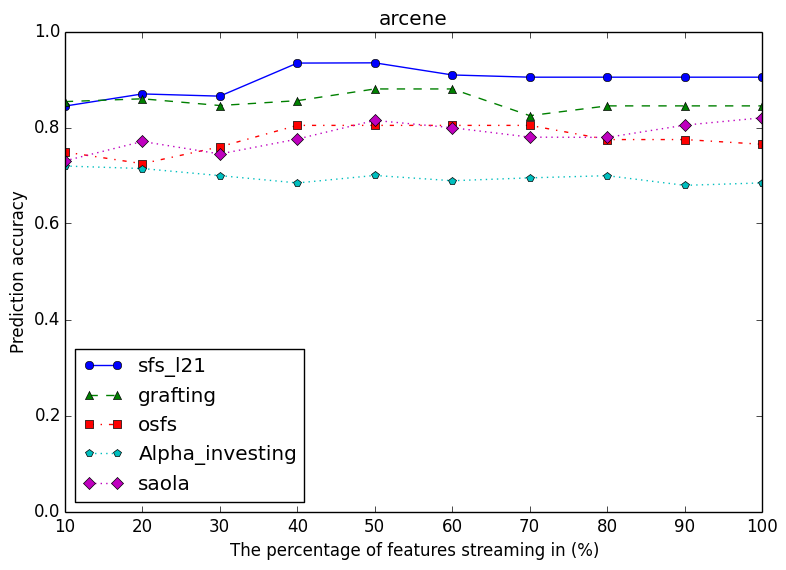 arcene
1.0
0.8
0.6
0.4
0.2
0.0
Prediction accuracy
sfs_l21
grafting
osfs
Alpha_investing
saola
10 20 30 40 50 60 70 80 90 100
The percentage of features streaming in (%)